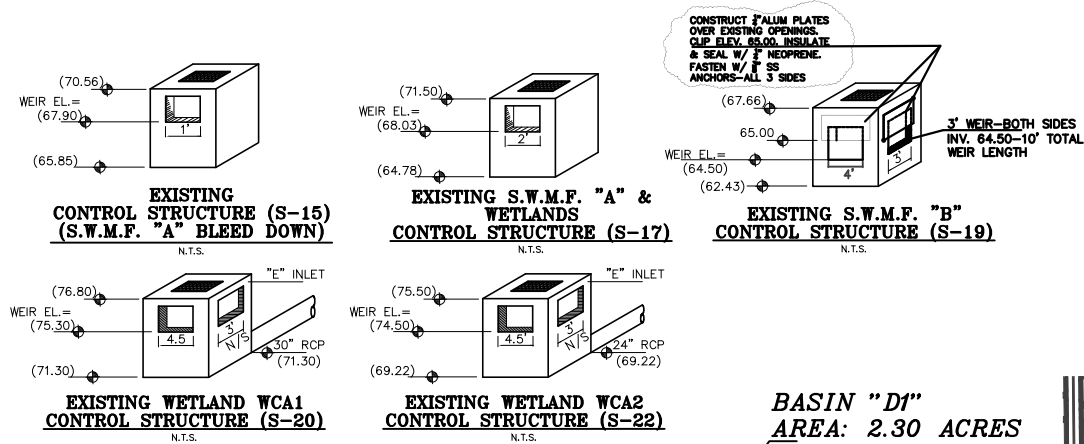 CONSTRUCT ALUM PLATES
OVER EXISTING OPENINGS.
CLIP ELEV. 65.00. INSULATE
& SEAL W/ NEOPRENE.
FASTEN W/ SS
ANCHORS-ALL 3 SIDES
(70.56)
WEIR EL.=
(67.90)
1'
(65.85)
EXISTING
CONTROL STRUCTURE (S-15)
(S.W.M.F. "A" BLEED DOWN)
N.T.S.
(71.50)
WEIR EL.=
(68.03)
2'
(64.78)
EXISTING S.W.M.F. "A" &
WETLANDS
CONTROL STRUCTURE (S-17)
N.T.S.
(67.66)
65.00
WEIR EL.=
(64.50)
(62.43)
4'
3'
3' WEIR-BOTH SIDES
INV. 64.50-10' TOTAL
WEIR LENGTH
EXISTING S.W.M.F. "B"
CONTROL STRUCTURE (S-19)
N.T.S.
"E" INLET
(76.80)
WEIR EL.=
(75.30)
4.5
3'
N/S
30" RCP
(71.30)
(71.30)
EXISTING WETLAND WCA1
CONTROL STRUCTURE (S-20)
N.T.S.
"E" INLET
(75.50)
WEIR EL.=
(74.50)
4.5'
3'
N/S
24" RCP
(69.22)
(69.22)
EXISTING WETLAND WCA2
CONTROL STRUCTURE (S-22)
N.T.S.
BASIN "D1"
AREA: 2.30 ACRES